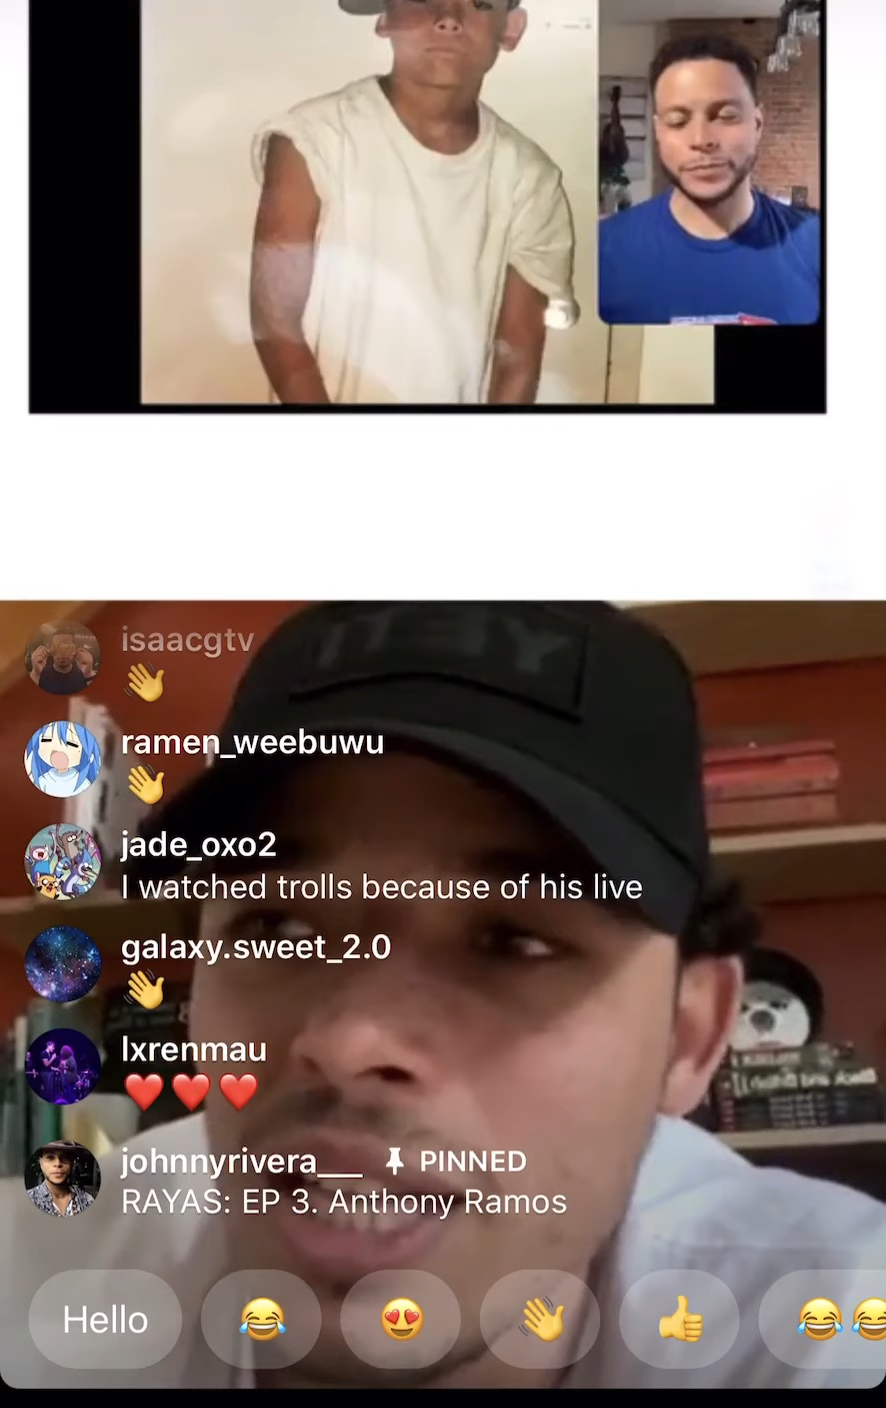 isaacgtv
👋
ramen_weebuwu
👋
jade_oxo2
I watched trolls because of his live
galaxy.sweet_2.0
👋
lxrenmau
❤️❤️❤️
johnnyrivera___ PINNED
RAYAS: EP 3. Anthony Ramos
Hello 😂 😍 👋 👍 😂😂